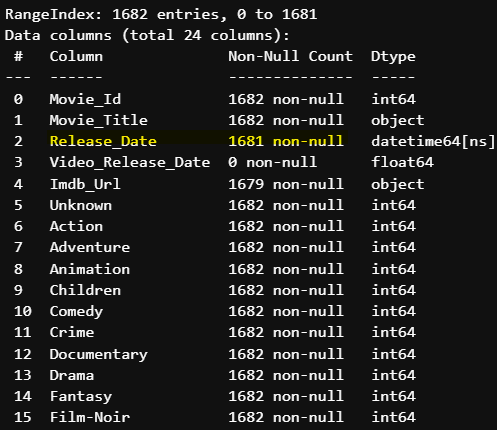 RangeIndex: 1682 entries, 0 to 1681
Data columns (total 24 columns):
 #   Column              Non-Null Count  Dtype
---  ------              --------------  -----
 0   Movie_Id            1682 non-null   int64
 1   Movie_Title         1682 non-null   object
 2   Release_Date        1681 non-null   datetime64[ns]
 3   Video_Release_Date  0 non-null      float64
 4   Imdb_Url            1679 non-null   object
 5   Unknown             1682 non-null   int64
 6   Action              1682 non-null   int64
 7   Adventure           1682 non-null   int64
 8   Animation           1682 non-null   int64
 9   Children            1682 non-null   int64
 10  Comedy              1682 non-null   int64
 11  Crime               1682 non-null   int64
 12  Documentary         1682 non-null   int64
 13  Drama               1682 non-null   int64
 14  Fantasy             1682 non-null   int64
 15  Film-Noir           1682 non-null   int64